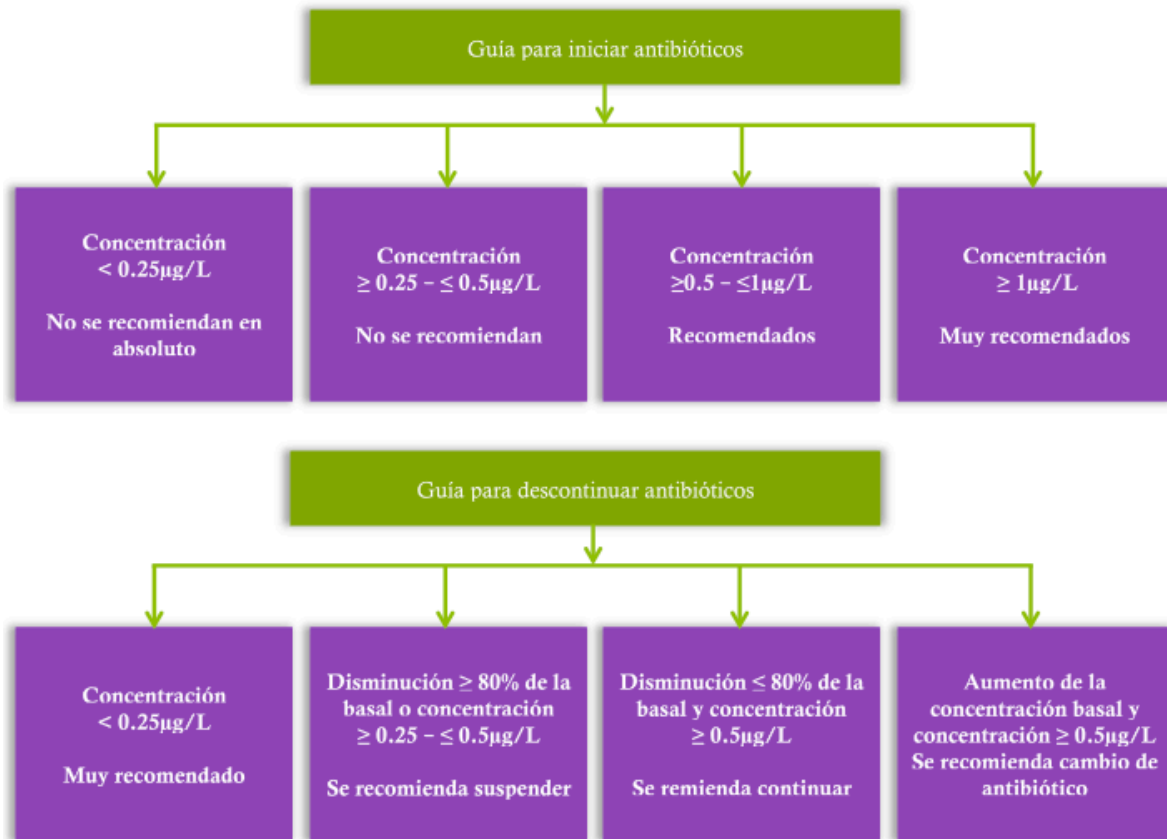 Guía para iniciar antibióticos
Concentración
< 0.25µg/L
No se recomiendan en
absoluto
Concentración
≥ 0.25 – ≤ 0.5µg/L
No se recomiendan
Concentración
≥0.5 – ≤1µg/L
Recomendados
Concentración
≥ 1µg/L
Muy recomendados
Guía para descontinuar antibióticos
Concentración
< 0.25µg/L
Muy recomendado
Disminución ≥ 80% de la
basal o concentración
≥ 0.25 – ≤ 0.5µg/L
Se recomienda suspender
Disminución ≤ 80% de la
basal y concentración
≥ 0.5µg/L
Se remienda continuar
Aumento de la
concentración basal y
concentración ≥ 0.5µg/L
Se recomienda cambio de
antibiótico